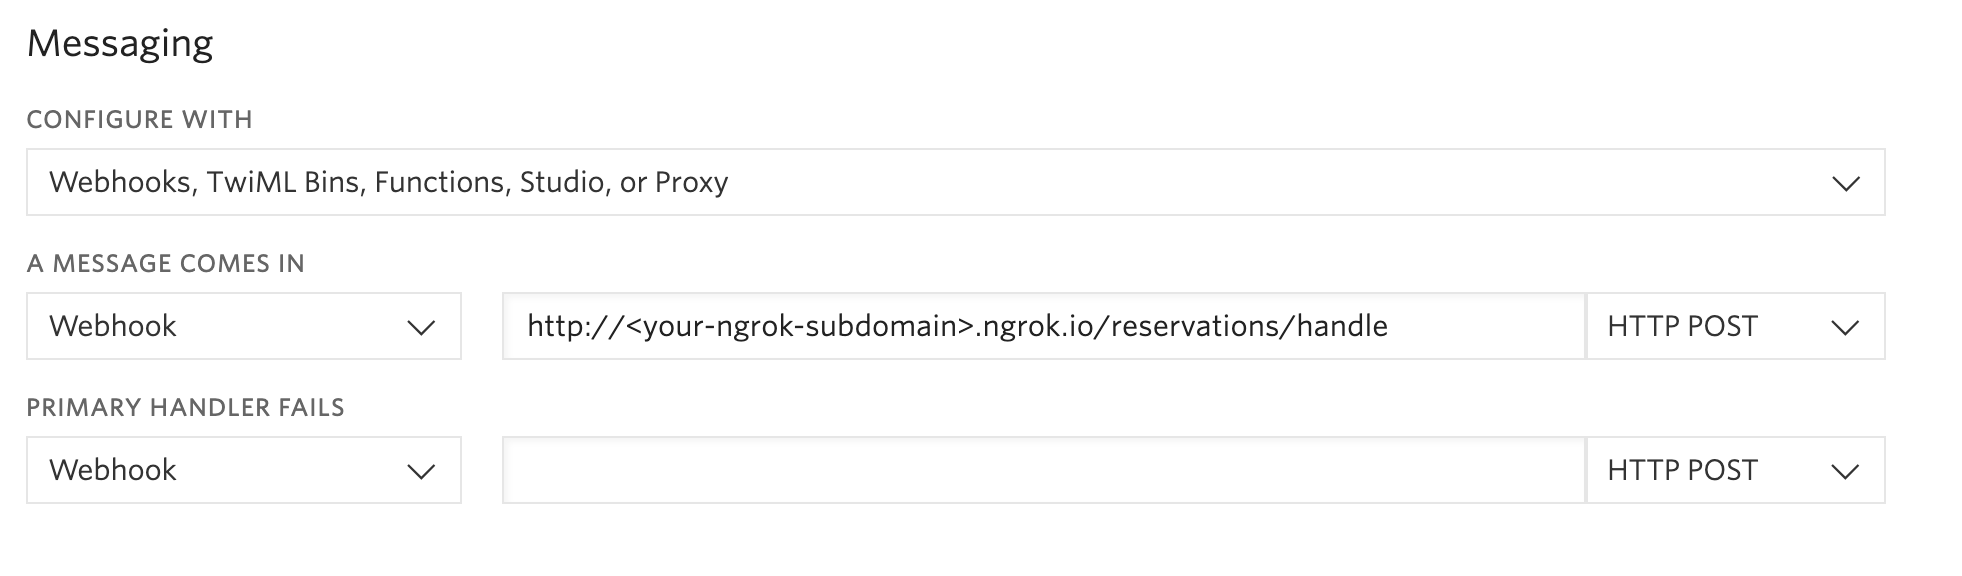 Messaging
CONFIGURE WITH
Webhooks, TwiML Bins, Functions, Studio, or Proxy
A MESSAGE COMES IN
Webhook http://<your-ngrok-subdomain>.ngrok.io/reservations/handle HTTP POST
PRIMARY HANDLER FAILS
Webhook HTTP POST